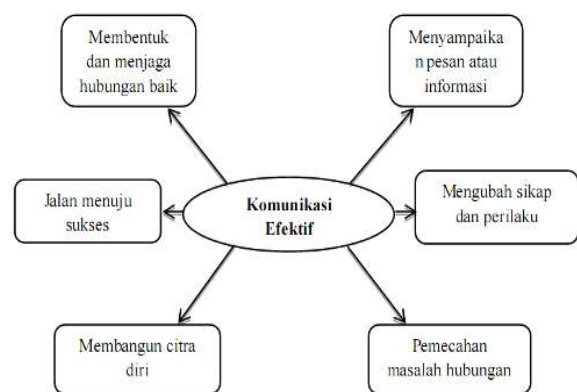 Membentuk
dan menjaga
hubungan baik
Menyampaika
n pesan atau
informasi
Jalan menuju
sukses
Komunikasi
Efektif
Mengubah sikap
dan perilaku
Membangun citra
diri
Pemecahan
masalah hubungan